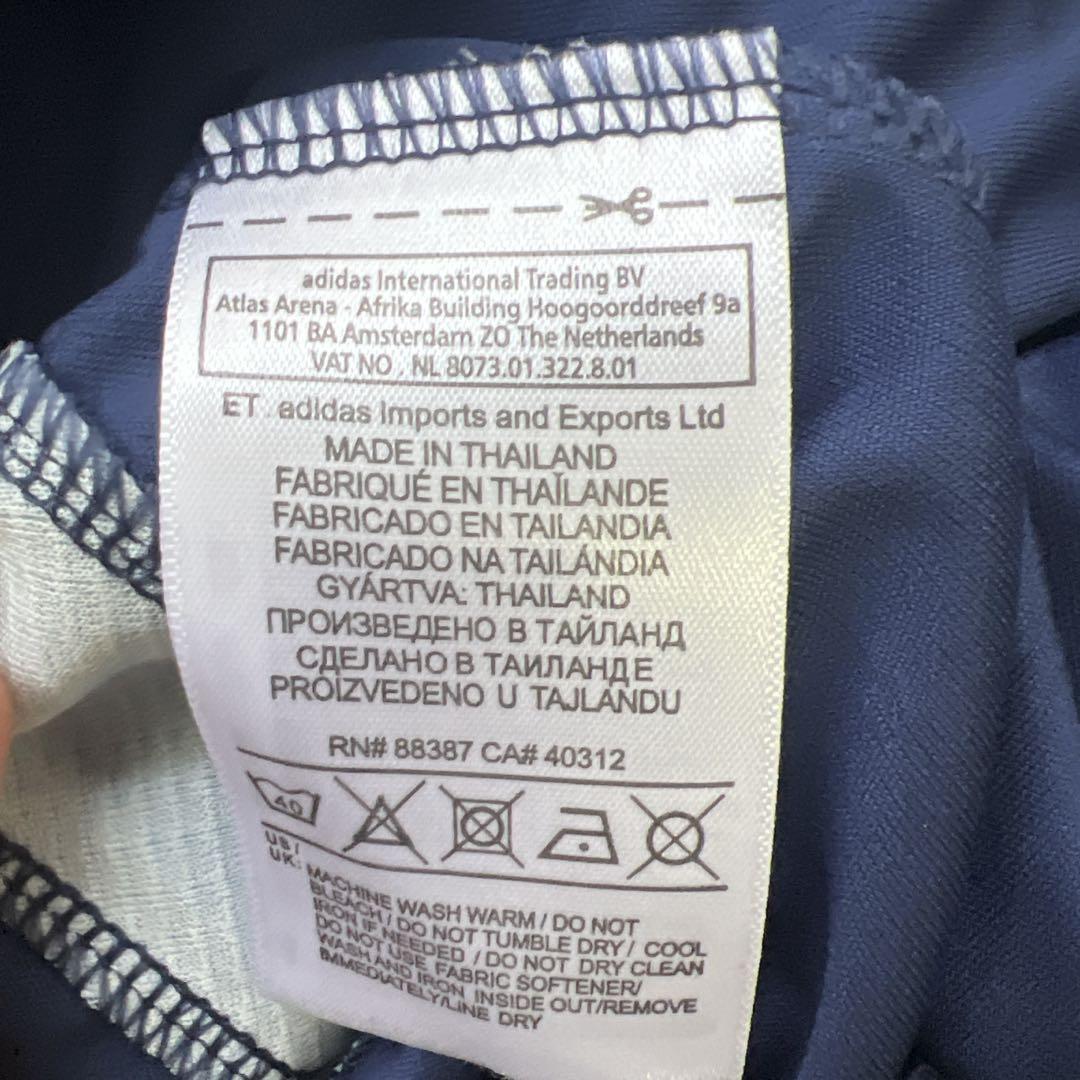 adidas International Trading BV
Atlas Arena - Afrika Building Hoogoorddreef 9a
1101 BA Amsterdam ZO The Netherlands
VAT NO . NL 8073.01.322.8.01
ET . adidas Imports and Exports Ltd
MADE IN THAILAND
FABRIQUÉ EN THAÏLANDE
FABRICADO EN TAILANDIA
FABRICADO NA TAILÁNDIA
GYÁRTVA: THAILAND
ПРОИЗВЕДЕНО В ТАЙЛАНД
СДЕЛАНО В ТАИЛАНДЕ
PROIZVEDENO U TAJLANDU
RN# 88387 CA# 40312
40
US /
UK:
MACHINE WASH WARM / DO NOT
BLEACH / DO NOT TUMBLE DRY / COOL
IRON IF NEEDED / DO NOT DRY CLEAN
DO NOT USE FABRIC SOFTENER/
WASH AND IRON INSIDE OUT/REMOVE
IMMEDIATELY/LINE DRY